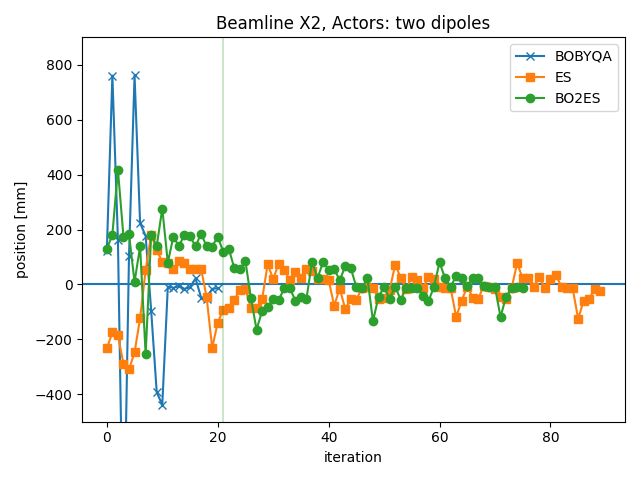 Beamline X2, Actors: two dipoles
BOBYQA
ES
BO2ES
800
600
400
200
0
−200
−400
position [mm]
0 20 40 60 80
iteration